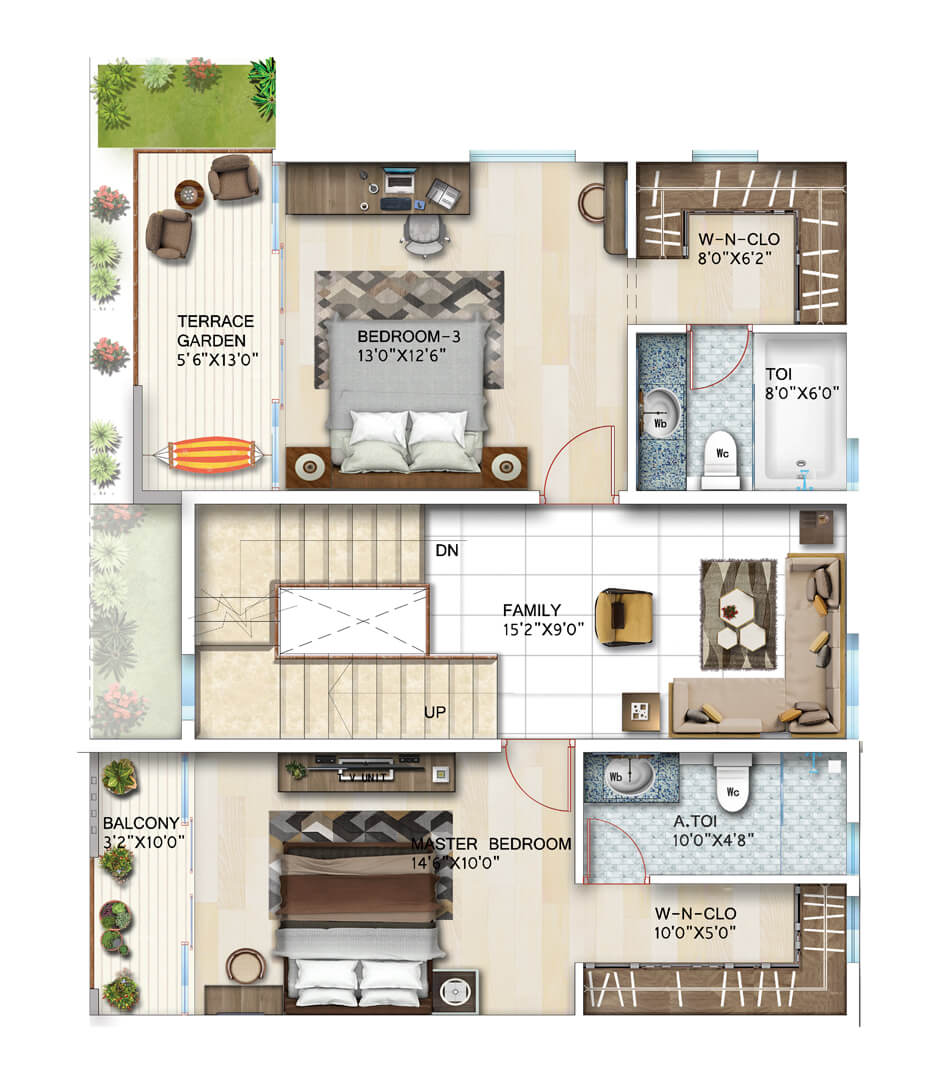 W-N-CLO
8'0"X6'2"
TERRACE
GARDEN
5'6"X13'0"
BEDROOM-3
13'0"X12'6"
TOI
8'0"X6'0"
Wb
Wc
DN
FAMILY
15'2"X9'0"
UP
V UNIT
Wb
Wc
BALCONY
3'2"X10'0"
A.TOI
10'0"X4'8"
MASTER BEDROOM
14'6"X10'0"
W-N-CLO
10'0"X5'0"